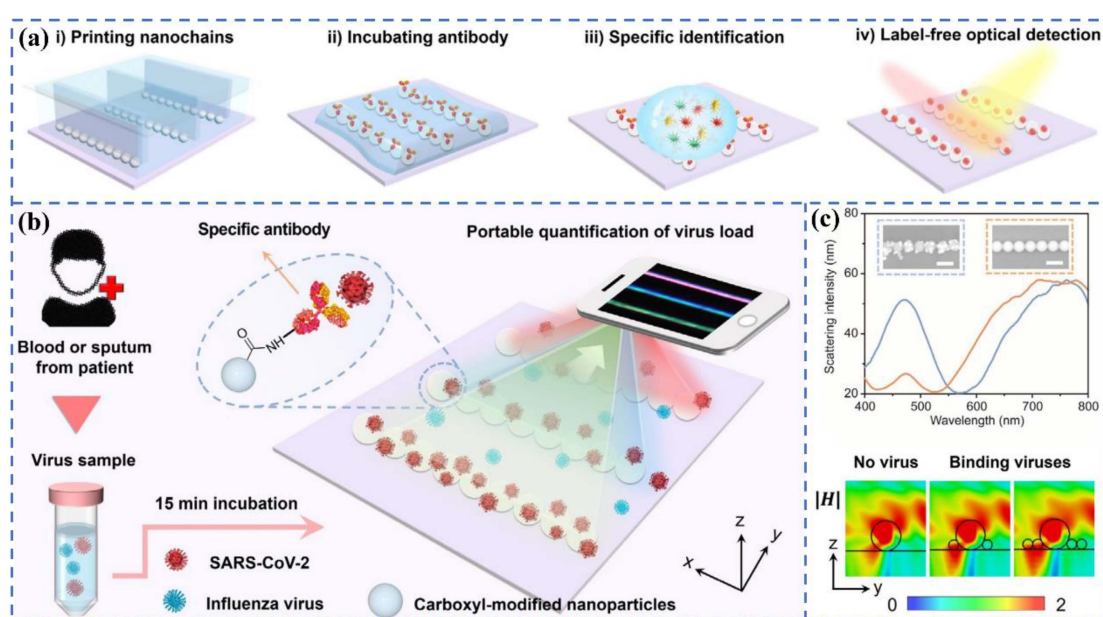 (a)
i) Printing nanochains
ii) Incubating antibody
iii) Specific identification
iv) Label-free optical detection
(b)
Blood or sputum
from patient
Virus sample
15 min incubation
Specific antibody
O
NH
Portable quantification of virus load
SARS-CoV-2
Influenza virus
Carboxyl-modified nanoparticles
z
y
x
(c)
Scattering intensity (nm)
80
60
40
20
400
500
600
700
800
Wavelength (nm)
No virus
Binding viruses
|H|
z
y
0
2